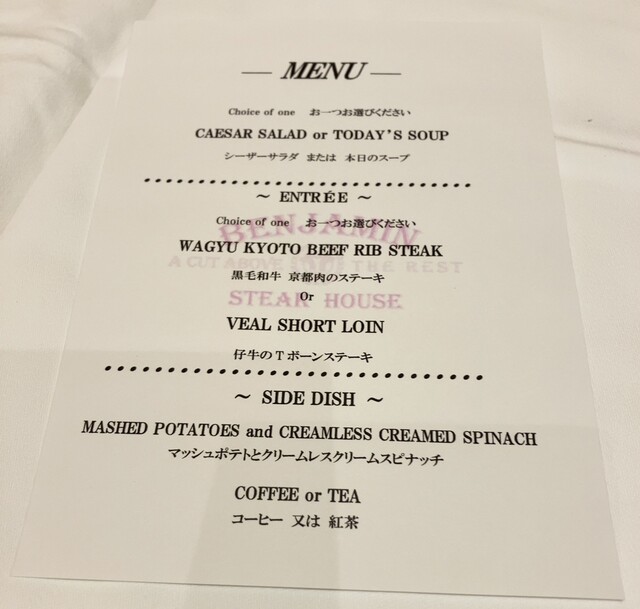 — MENU —
Choice of one お一つお選びください
CAESAR SALAD or TODAY'S SOUP
シーザーサラダ または 本日のスープ
~ ENTRÉE ~
Choice of one お一つお選びください
BENJAMIN
WAGYU KYOTO BEEF RIB STEAK
A CUT ABOVE THE REST
黒毛和牛 京都肉のステーキ
Or
STEAK HOUSE
VEAL SHORT LOIN
仔牛のTボーンステーキ
~ SIDE DISH ~
MASHED POTATOES and CREAMLESS CREAMED SPINACH
マッシュポテトとクリームレスクリームスピナッチ
COFFEE or TEA
コーヒー 又は 紅茶